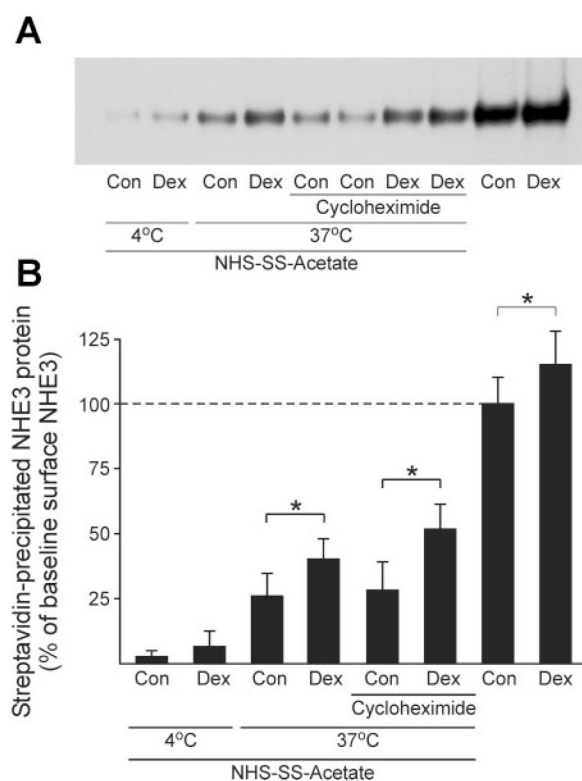 A
Con Dex Con Dex Con Con Dex Dex Con Dex
Cycloheximide
4°C 37°C
NHS-SS-Acetate
B
Streptavidin-precipitated NHE3 protein
(% of baseline surface NHE3)
125
100
75
50
25
* * *
Con Dex Con Dex Con Dex Con Dex
Cycloheximide
4°C 37°C
NHS-SS-Acetate